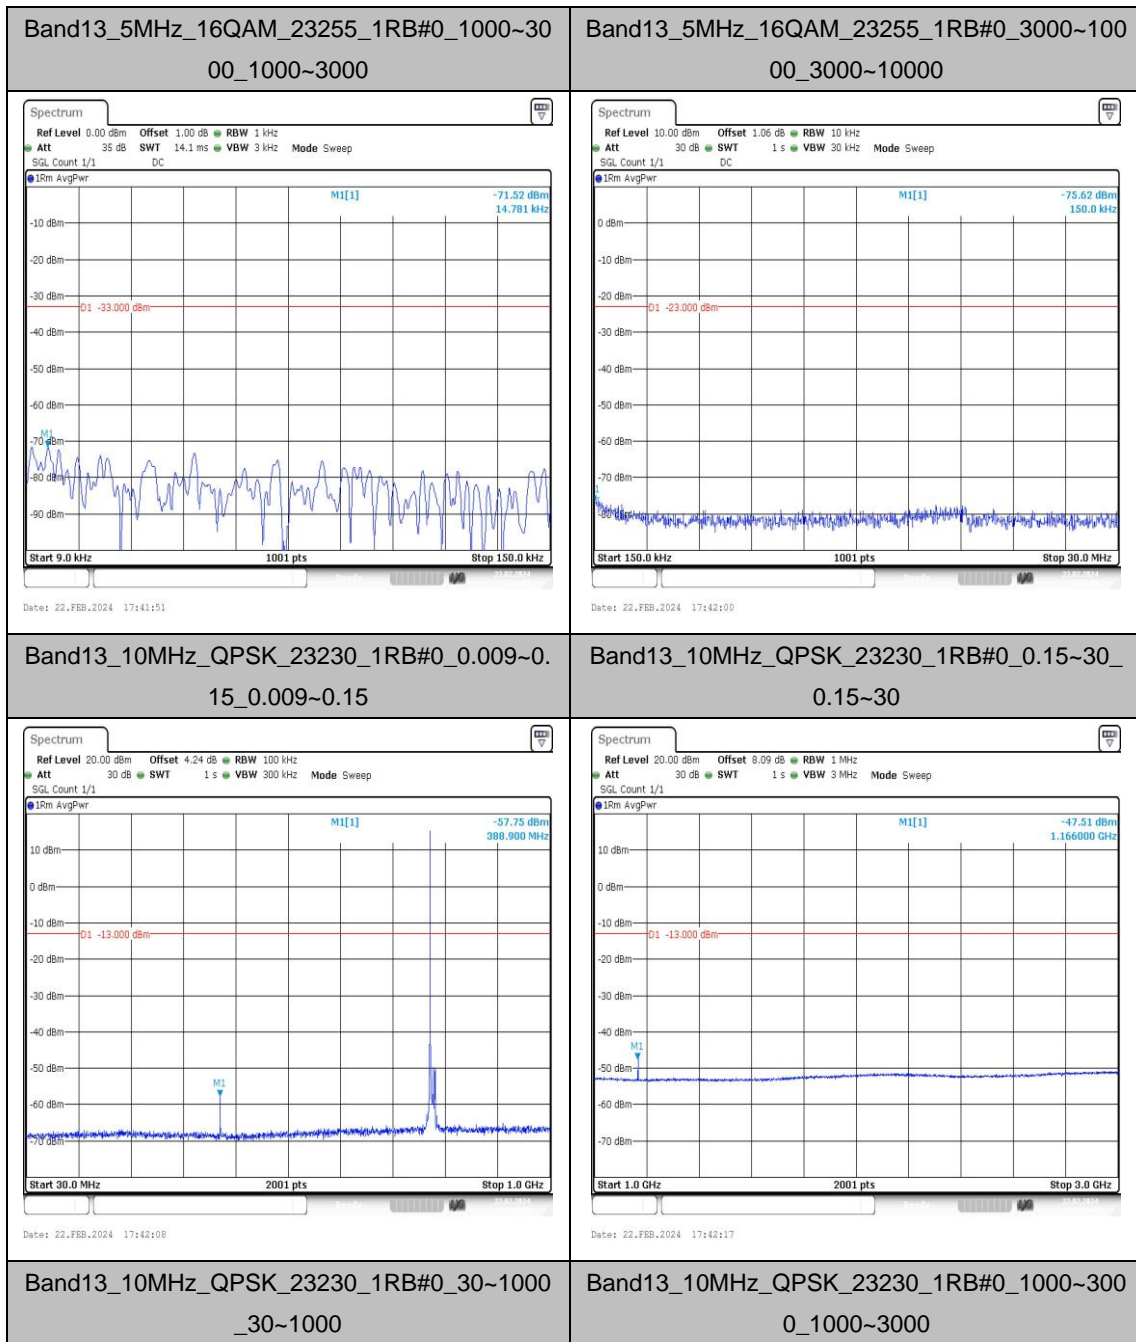 Band13_5MHz_16QAM_23255_1RB#0_1000~30
00_1000~3000
Band13_5MHz_16QAM_23255_1RB#0_3000~100
00_3000~10000
Spectrum
Ref Level 0.00 dBm Offset 1.00 dB RBW 1 kHz
Att 35 dB SWT 14.1 ms VBW 3 kHz Mode Sweep
SGL Count 1/1 DC
1Rm AvgPwr
M1[1] -71.52 dBm
14.781 kHz
-10 dBm
-20 dBm
-30 dBm
D1 -33.000 dBm
-40 dBm
-50 dBm
-60 dBm
M1
-70 dBm
-80 dBm
-90 dBm
Start 9.0 kHz 1001 pts Stop 150.0 kHz
Date: 22.FEB.2024 17:41:51
Spectrum
Ref Level 10.00 dBm Offset 1.06 dB RBW 10 kHz
Att 30 dB SWT 1 s VBW 30 kHz Mode Sweep
SGL Count 1/1 DC
1Rm AvgPwr
M1[1] -75.62 dBm
150.0 kHz
0 dBm
-10 dBm
-20 dBm
D1 -23.000 dBm
-30 dBm
-40 dBm
-50 dBm
-60 dBm
-70 dBm
-80 dBm
Start 150.0 kHz 1001 pts Stop 30.0 MHz
Date: 22.FEB.2024 17:42:00
Band13_10MHz_QPSK_23230_1RB#0_0.009~0.
15_0.009~0.15
Band13_10MHz_QPSK_23230_1RB#0_0.15~30_
0.15~30
Spectrum
Ref Level 20.00 dBm Offset 4.24 dB RBW 100 kHz
Att 30 dB SWT 1 s VBW 300 kHz Mode Sweep
SGL Count 1/1
1Rm AvgPwr
M1[1] -57.75 dBm
388.900 MHz
10 dBm
0 dBm
-10 dBm
D1 -13.000 dBm
-20 dBm
-30 dBm
-40 dBm
-50 dBm
M1
-60 dBm
-70 dBm
Start 30.0 MHz 2001 pts Stop 1.0 GHz
Date: 22.FEB.2024 17:42:08
Spectrum
Ref Level 20.00 dBm Offset 8.09 dB RBW 1 MHz
Att 30 dB SWT 1 s VBW 3 MHz Mode Sweep
SGL Count 1/1
1Rm AvgPwr
M1[1] -47.51 dBm
1.166000 GHz
10 dBm
0 dBm
-10 dBm
D1 -13.000 dBm
-20 dBm
-30 dBm
-40 dBm
M1
-50 dBm
-60 dBm
-70 dBm
Start 1.0 GHz 2001 pts Stop 3.0 GHz
Date: 22.FEB.2024 17:42:17
Band13_10MHz_QPSK_23230_1RB#0_30~1000
_30~1000
Band13_10MHz_QPSK_23230_1RB#0_1000~300
0_1000~3000